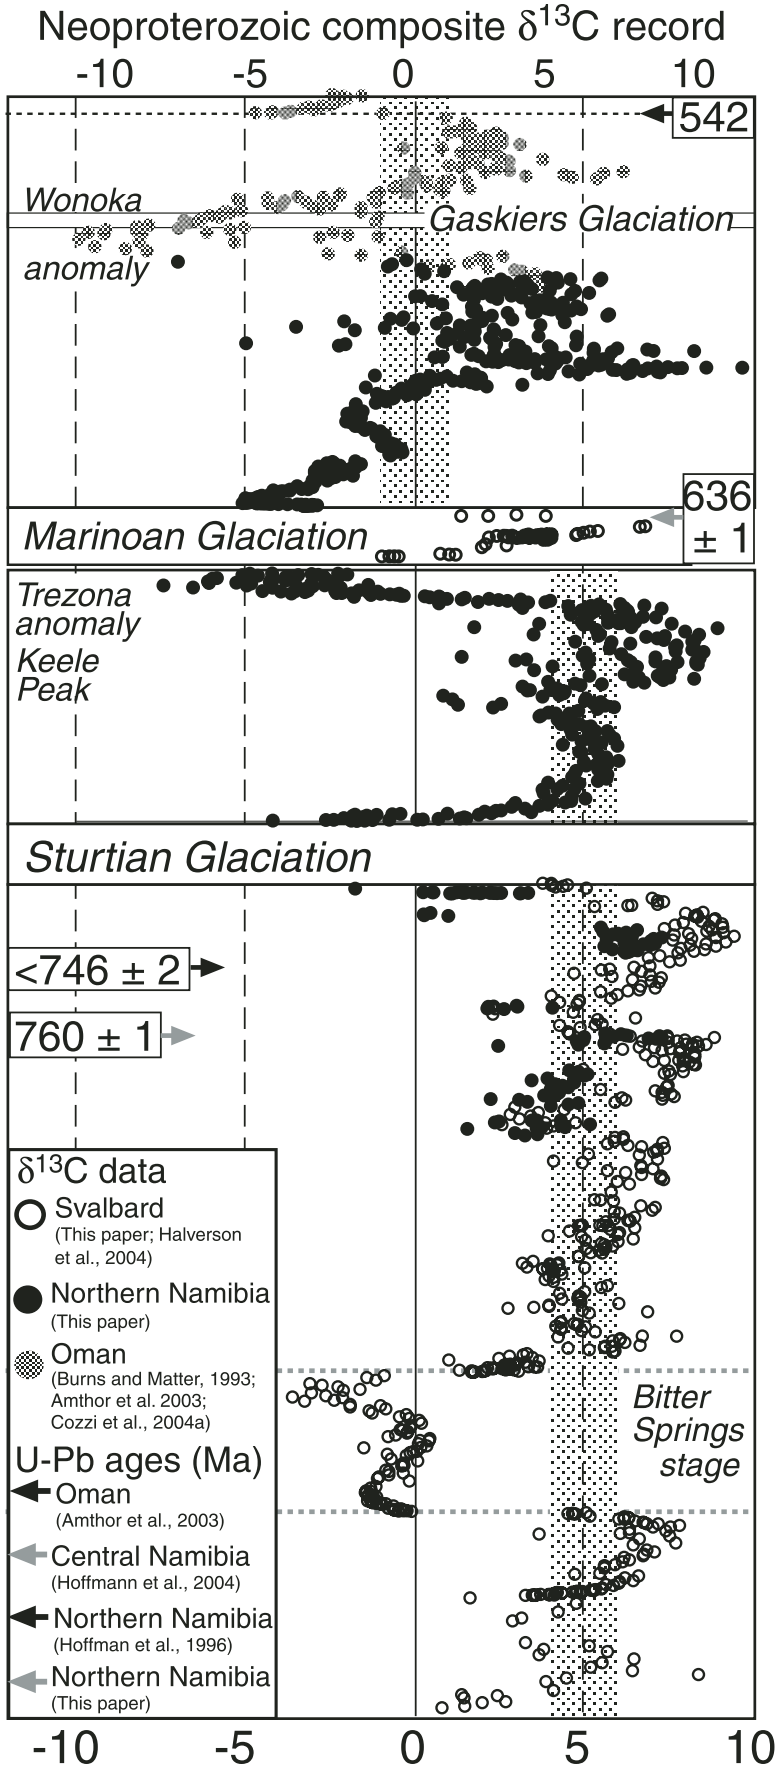 Neoproterozoic composite δ13C record
-10 -5 0 5 10
542
Wonoka
Gaskiers Glaciation
anomaly
636
± 1
Marinoan Glaciation
Trezona
anomaly
Keele
Peak
Sturtian Glaciation
<746 ± 2
760 ± 1
δ13C data
Svalbard
(This paper; Halverson
et al., 2004)
Northern Namibia
(This paper)
Oman
(Burns and Matter, 1993;
Amthor et al. 2003;
Cozzi et al., 2004a)
Bitter
Springs
stage
U-Pb ages (Ma)
Oman
(Amthor et al., 2003)
Central Namibia
(Hoffmann et al., 2004)
Northern Namibia
(Hoffman et al., 1996)
Northern Namibia
(This paper)
-10 -5 0 5 10